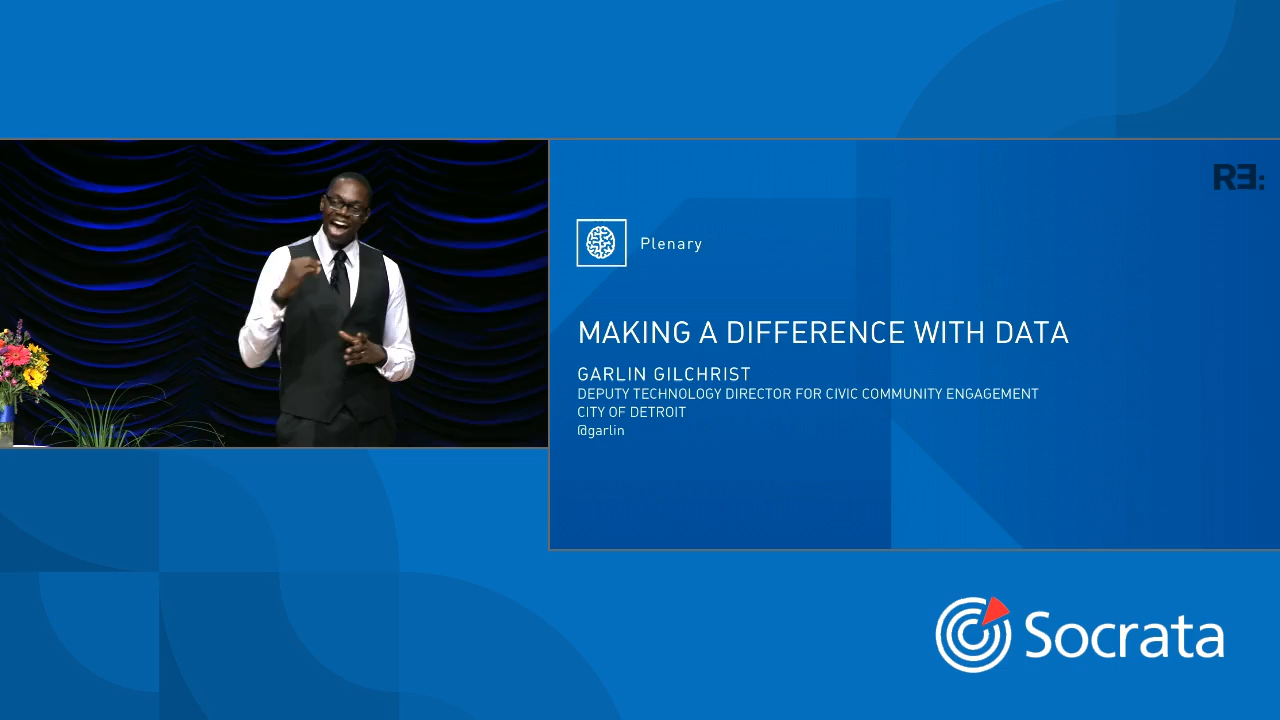 RE:
Plenary
MAKING A DIFFERENCE WITH DATA
GARLIN GILCHRIST
DEPUTY TECHNOLOGY DIRECTOR FOR CIVIC COMMUNITY ENGAGEMENT
CITY OF DETROIT
@garlin
Socrata